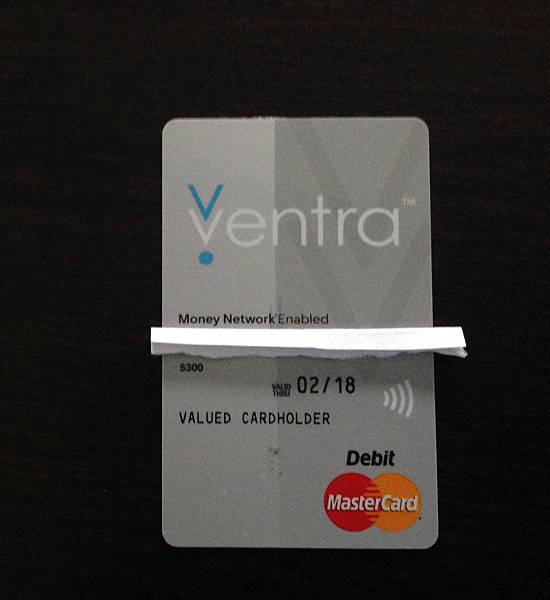 Ventra™
Money Network Enabled
5300
VALID THRU 02/18
VALUED CARDHOLDER
Debit
MasterCard